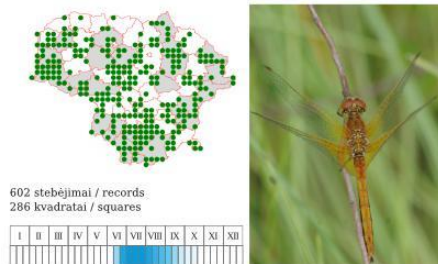 602 stebėjimai / records
286 kvadratai / squares
I II III IV V VI VII VIII IX X XI XII